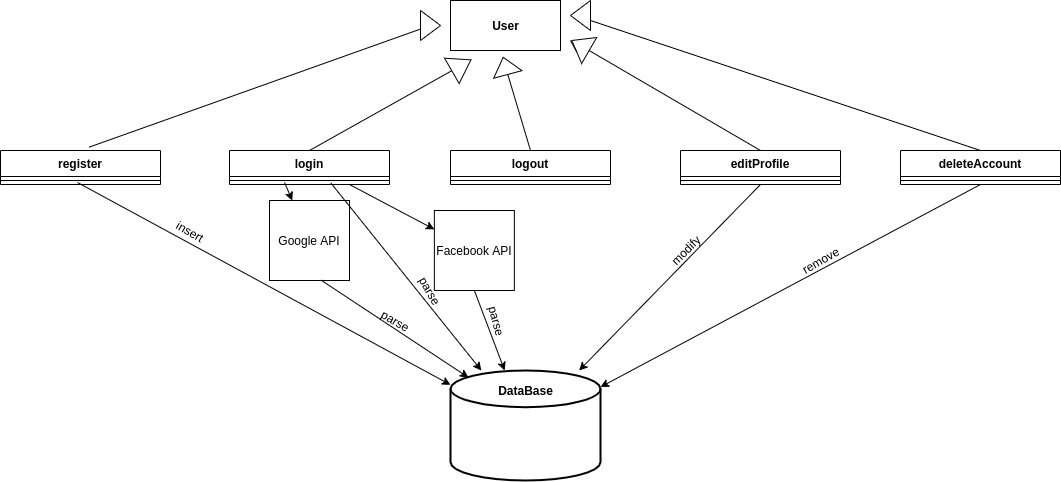 User
register
login
logout
editProfile
deleteAccount
insert
Google API
Facebook API
modify
remove
parse
parse
parse
DataBase